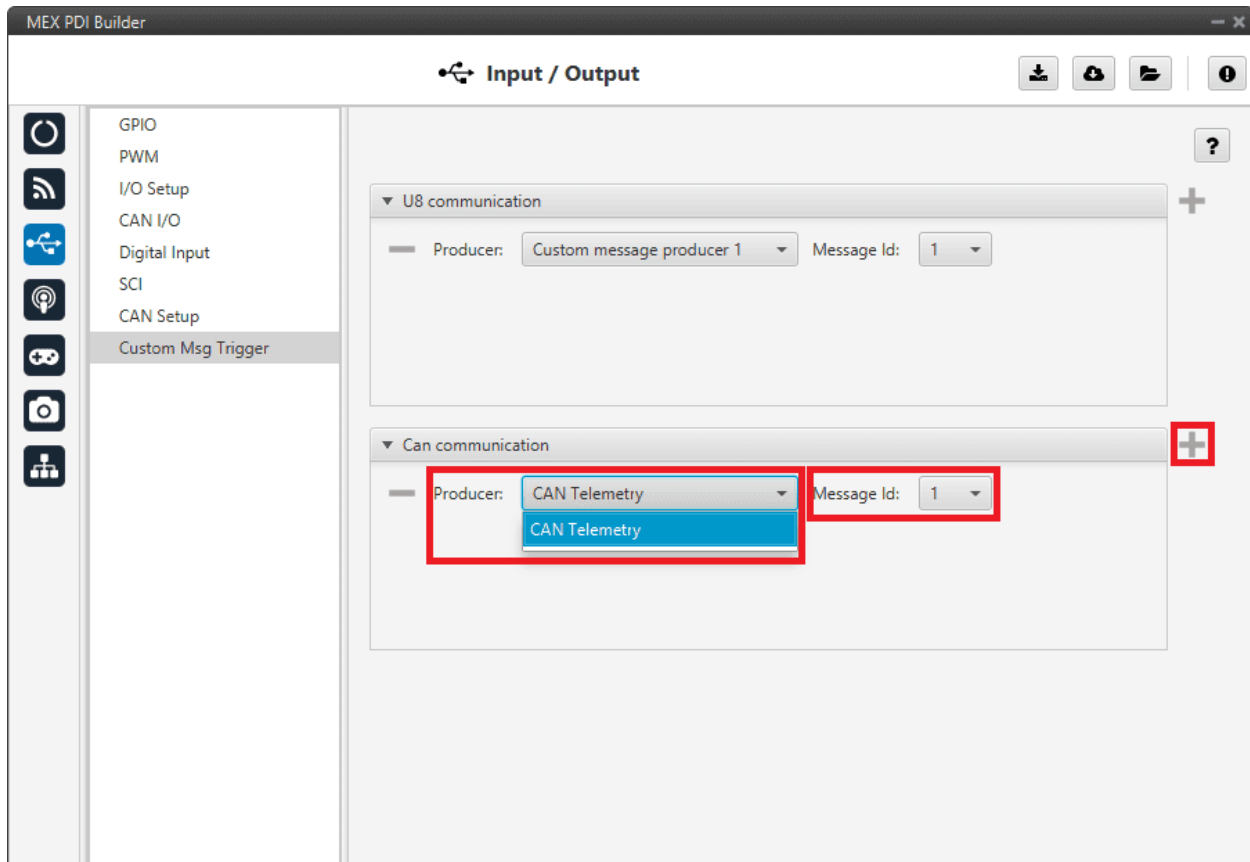 MEX PDI Builder
Input / Output
GPIO
PWM
I/O Setup
CAN I/O
Digital Input
SCI
CAN Setup
Custom Msg Trigger
?
U8 communication
Producer: Custom message producer 1 Message Id: 1
Can communication
Producer: CAN Telemetry Message Id: 1
CAN Telemetry